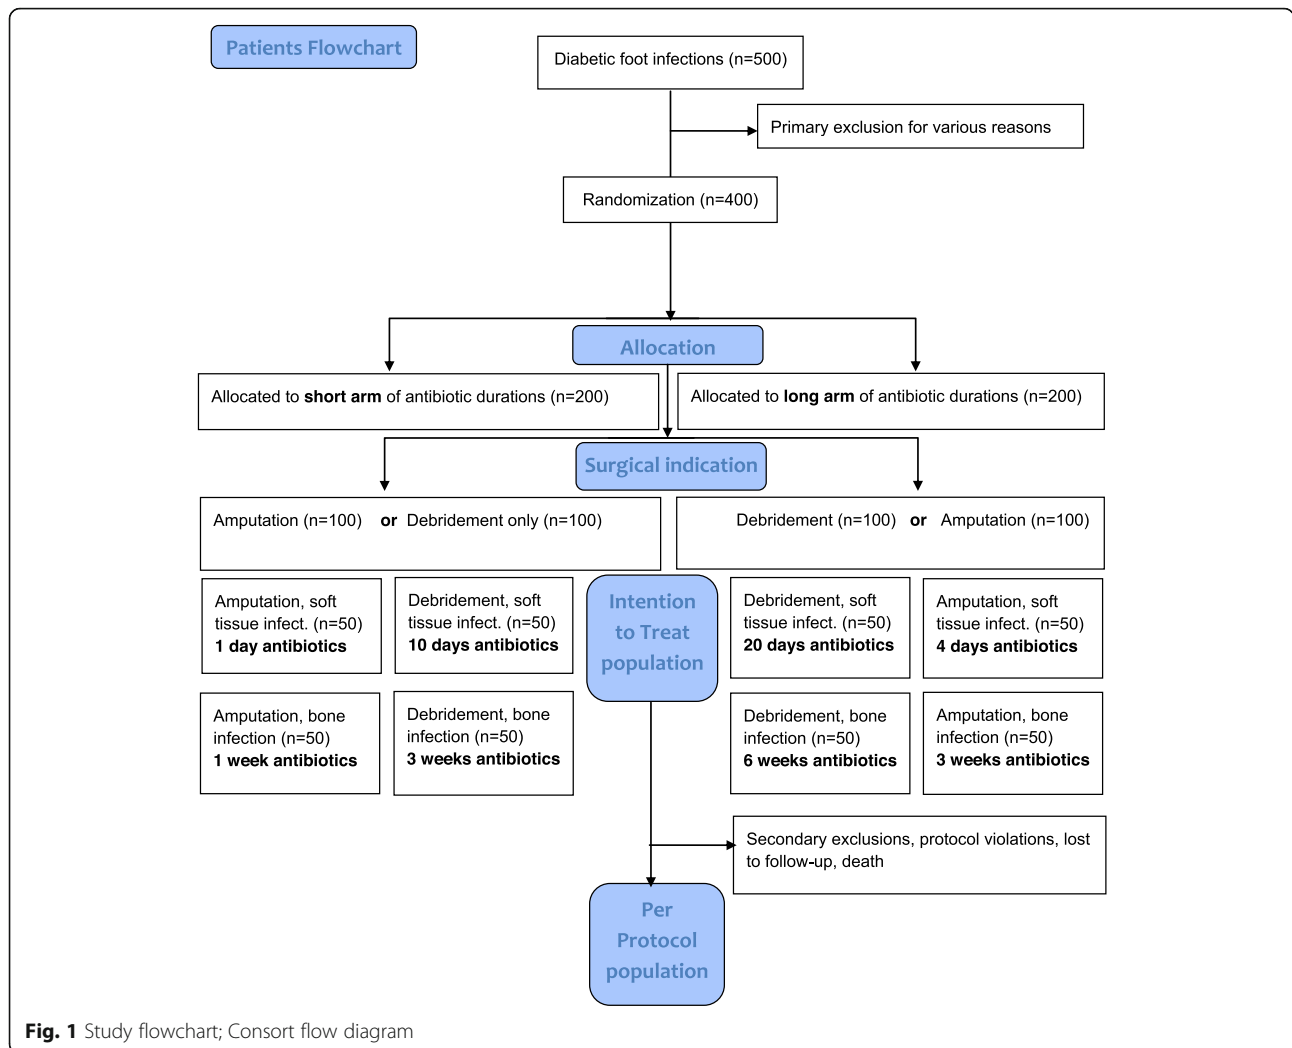 Patients Flowchart
Diabetic foot infections (n=500)
Primary exclusion for various reasons
Randomization (n=400)
Allocation
Allocated to short arm of antibiotic durations (n=200)
Allocated to long arm of antibiotic durations (n=200)
Surgical indication
Amputation (n=100) or Debridement only (n=100)
Debridement (n=100) or Amputation (n=100)
Amputation, soft
tissue infect. (n=50)
1 day antibiotics
Debridement, soft
tissue infect. (n=50)
10 days antibiotics
Intention
to Treat
population
Debridement, soft
tissue infect. (n=50)
20 days antibiotics
Amputation, soft
tissue infect. (n=50)
4 days antibiotics
Amputation, bone
infection (n=50)
1 week antibiotics
Debridement, bone
infection (n=50)
3 weeks antibiotics
Debridement, bone
infection (n=50)
6 weeks antibiotics
Amputation, bone
infection (n=50)
3 weeks antibiotics
Secondary exclusions, protocol violations, lost
to follow-up, death
Per
Protocol
population
Fig. 1 Study flowchart; Consort flow diagram